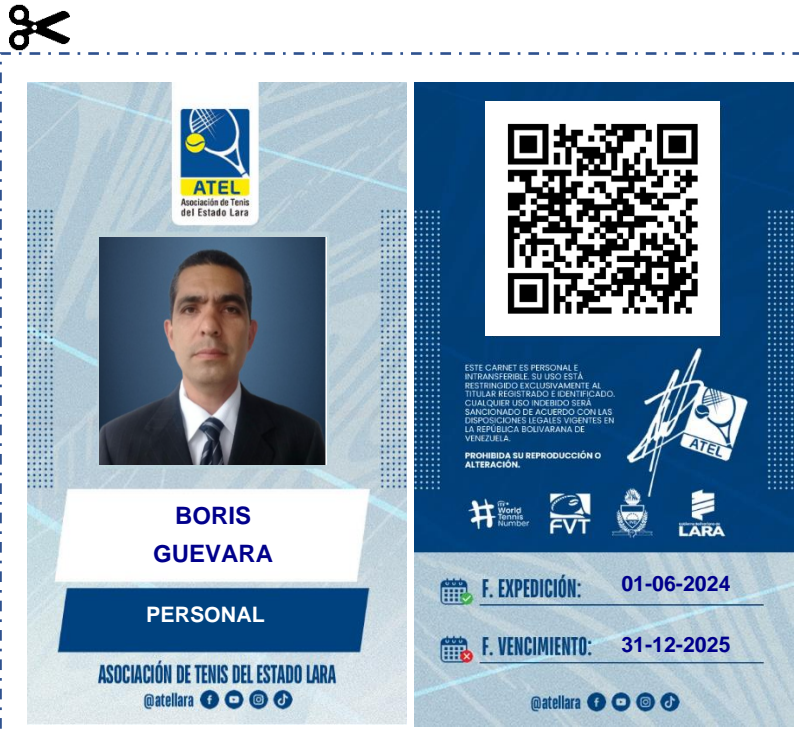 ATEL
Asociación de Tenis
del Estado Lara
BORIS
GUEVARA
PERSONAL
ASOCIACIÓN DE TENIS DEL ESTADO LARA
@atellara
ESTE CARNET ES PERSONAL E
INTRANSFERIBLE. SU USO ESTÁ
RESTRINGIDO EXCLUSIVAMENTE AL
TITULAR REGISTRADO E IDENTIFICADO.
CUALQUIER USO INDEBIDO SERÁ
SANCIONADO DE ACUERDO CON LAS
DISPOSICIONES LEGALES VIGENTES EN
LA REPÚBLICA BOLIVARANA DE
VENEZUELA.
PROHIBIDA SU REPRODUCCIÓN O
ALTERACIÓN.
ATEL
World
Tennis
Number
FVT
LARA
F. EXPEDICIÓN: 01-06-2024
F. VENCIMIENTO: 31-12-2025
@atellara